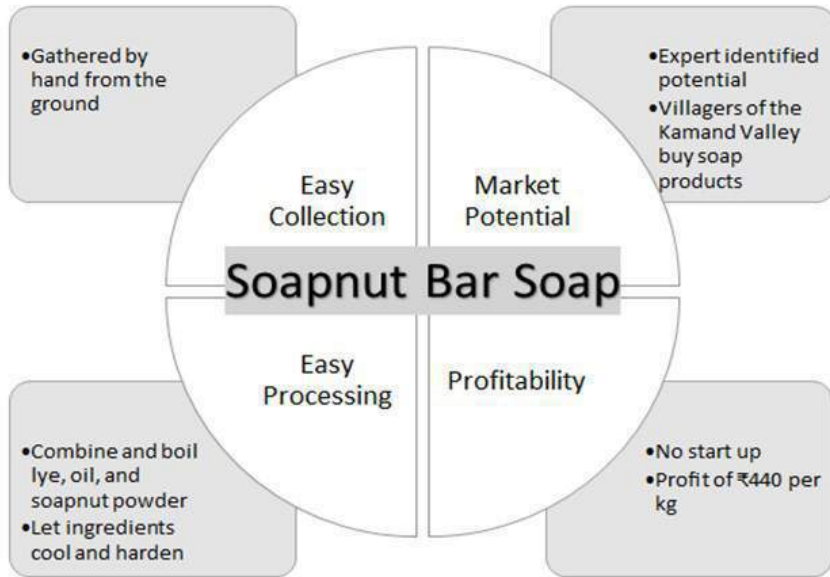 •Gathered by
hand from the
ground
•Expert identified
potential
•Villagers of the
Kamand Valley
buy soap
products
Easy
Collection
Market
Potential
Soapnut Bar Soap
Easy
Processing
Profitability
•Combine and boil
lye, oil, and
soapnut powder
•Let ingredients
cool and harden
•No start up
•Profit of ₹440 per
kg